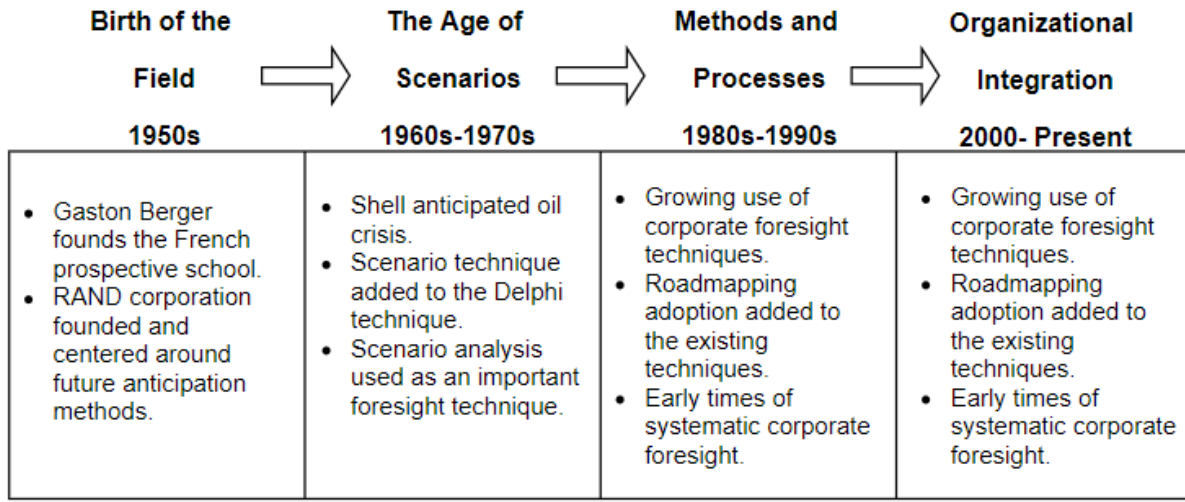 Birth of the
Field
1950s
The Age of
Scenarios
1960s-1970s
Methods and
Processes
1980s-1990s
Organizational
Integration
2000- Present
• Gaston Berger
founds the French
prospective school.
• RAND corporation
founded and
centered around
future anticipation
methods.
• Shell anticipated oil
crisis.
• Scenario technique
added to the Delphi
technique.
• Scenario analysis
used as an important
foresight technique.
• Growing use of
corporate foresight
techniques.
• Roadmapping
adoption added to
the existing
techniques.
• Early times of
systematic corporate
foresight.
• Growing use of
corporate foresight
techniques.
• Roadmapping
adoption added to
the existing
techniques.
• Early times of
systematic corporate
foresight.